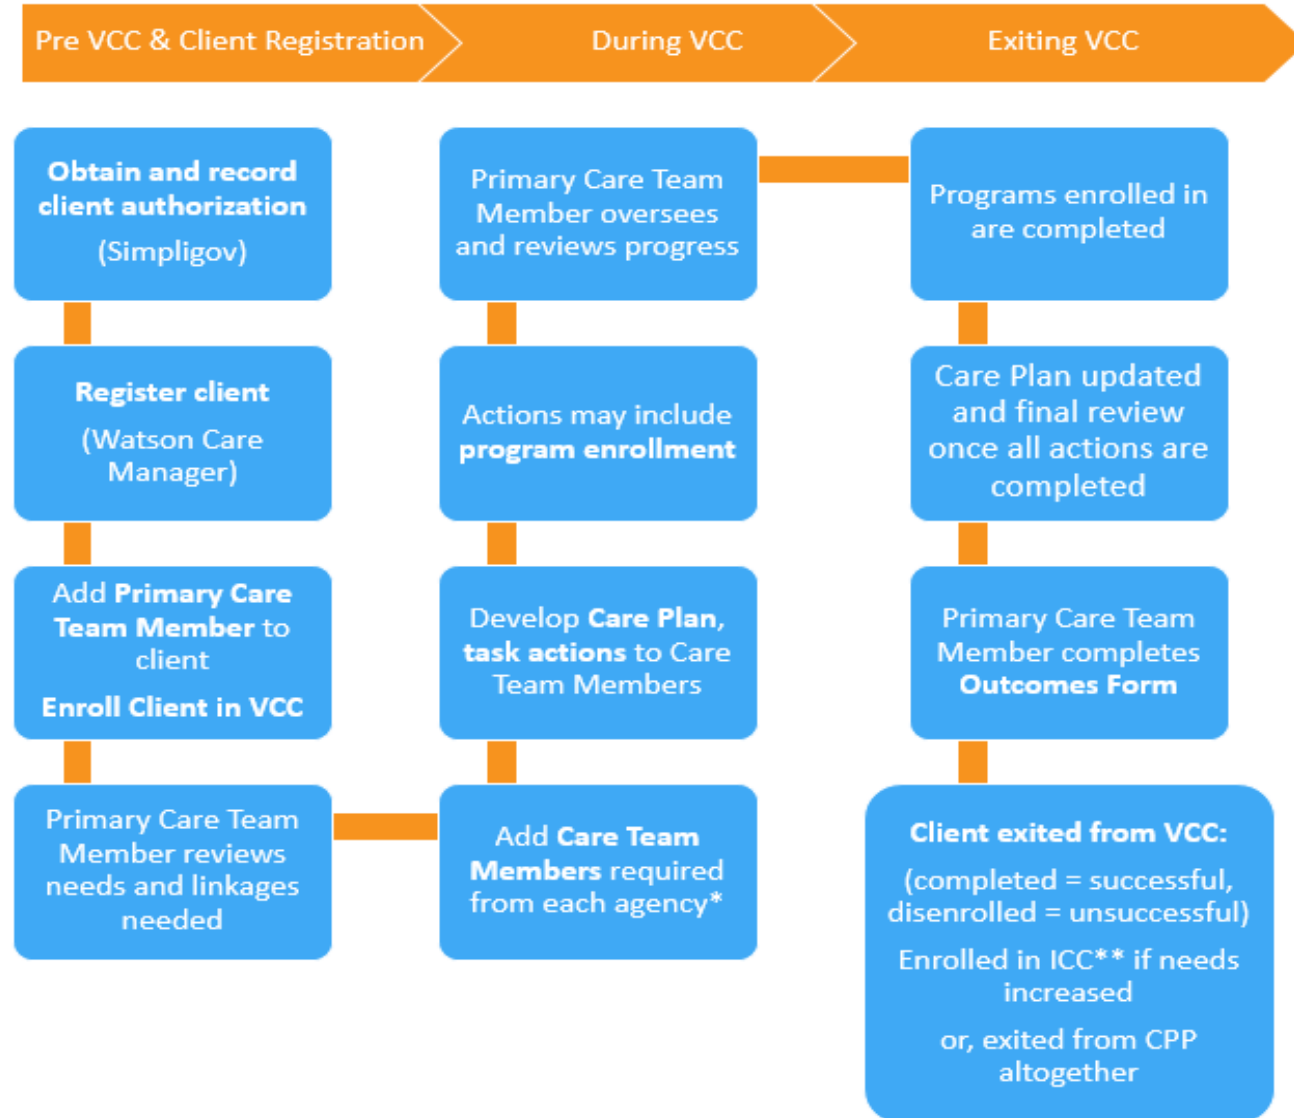 Pre VCC & Client Registration
During VCC
Exiting VCC
Obtain and record
client authorization
(Simpligov)
Register client
(Watson Care
Manager)
Add Primary Care
Team Member to
client
Enroll Client in VCC
Primary Care Team
Member reviews
needs and linkages
needed
Add Care Team
Members required
from each agency*
Develop Care Plan,
task actions to Care
Team Members
Actions may include
program enrollment
Primary Care Team
Member oversees
and reviews progress
Programs enrolled in
are completed
Care Plan updated
and final review
once all actions are
completed
Primary Care Team
Member completes
Outcomes Form
Client exited from VCC:
(completed = successful,
disenrolled = unsuccessful)
Enrolled in ICC** if needs
increased
or, exited from CPP
altogether